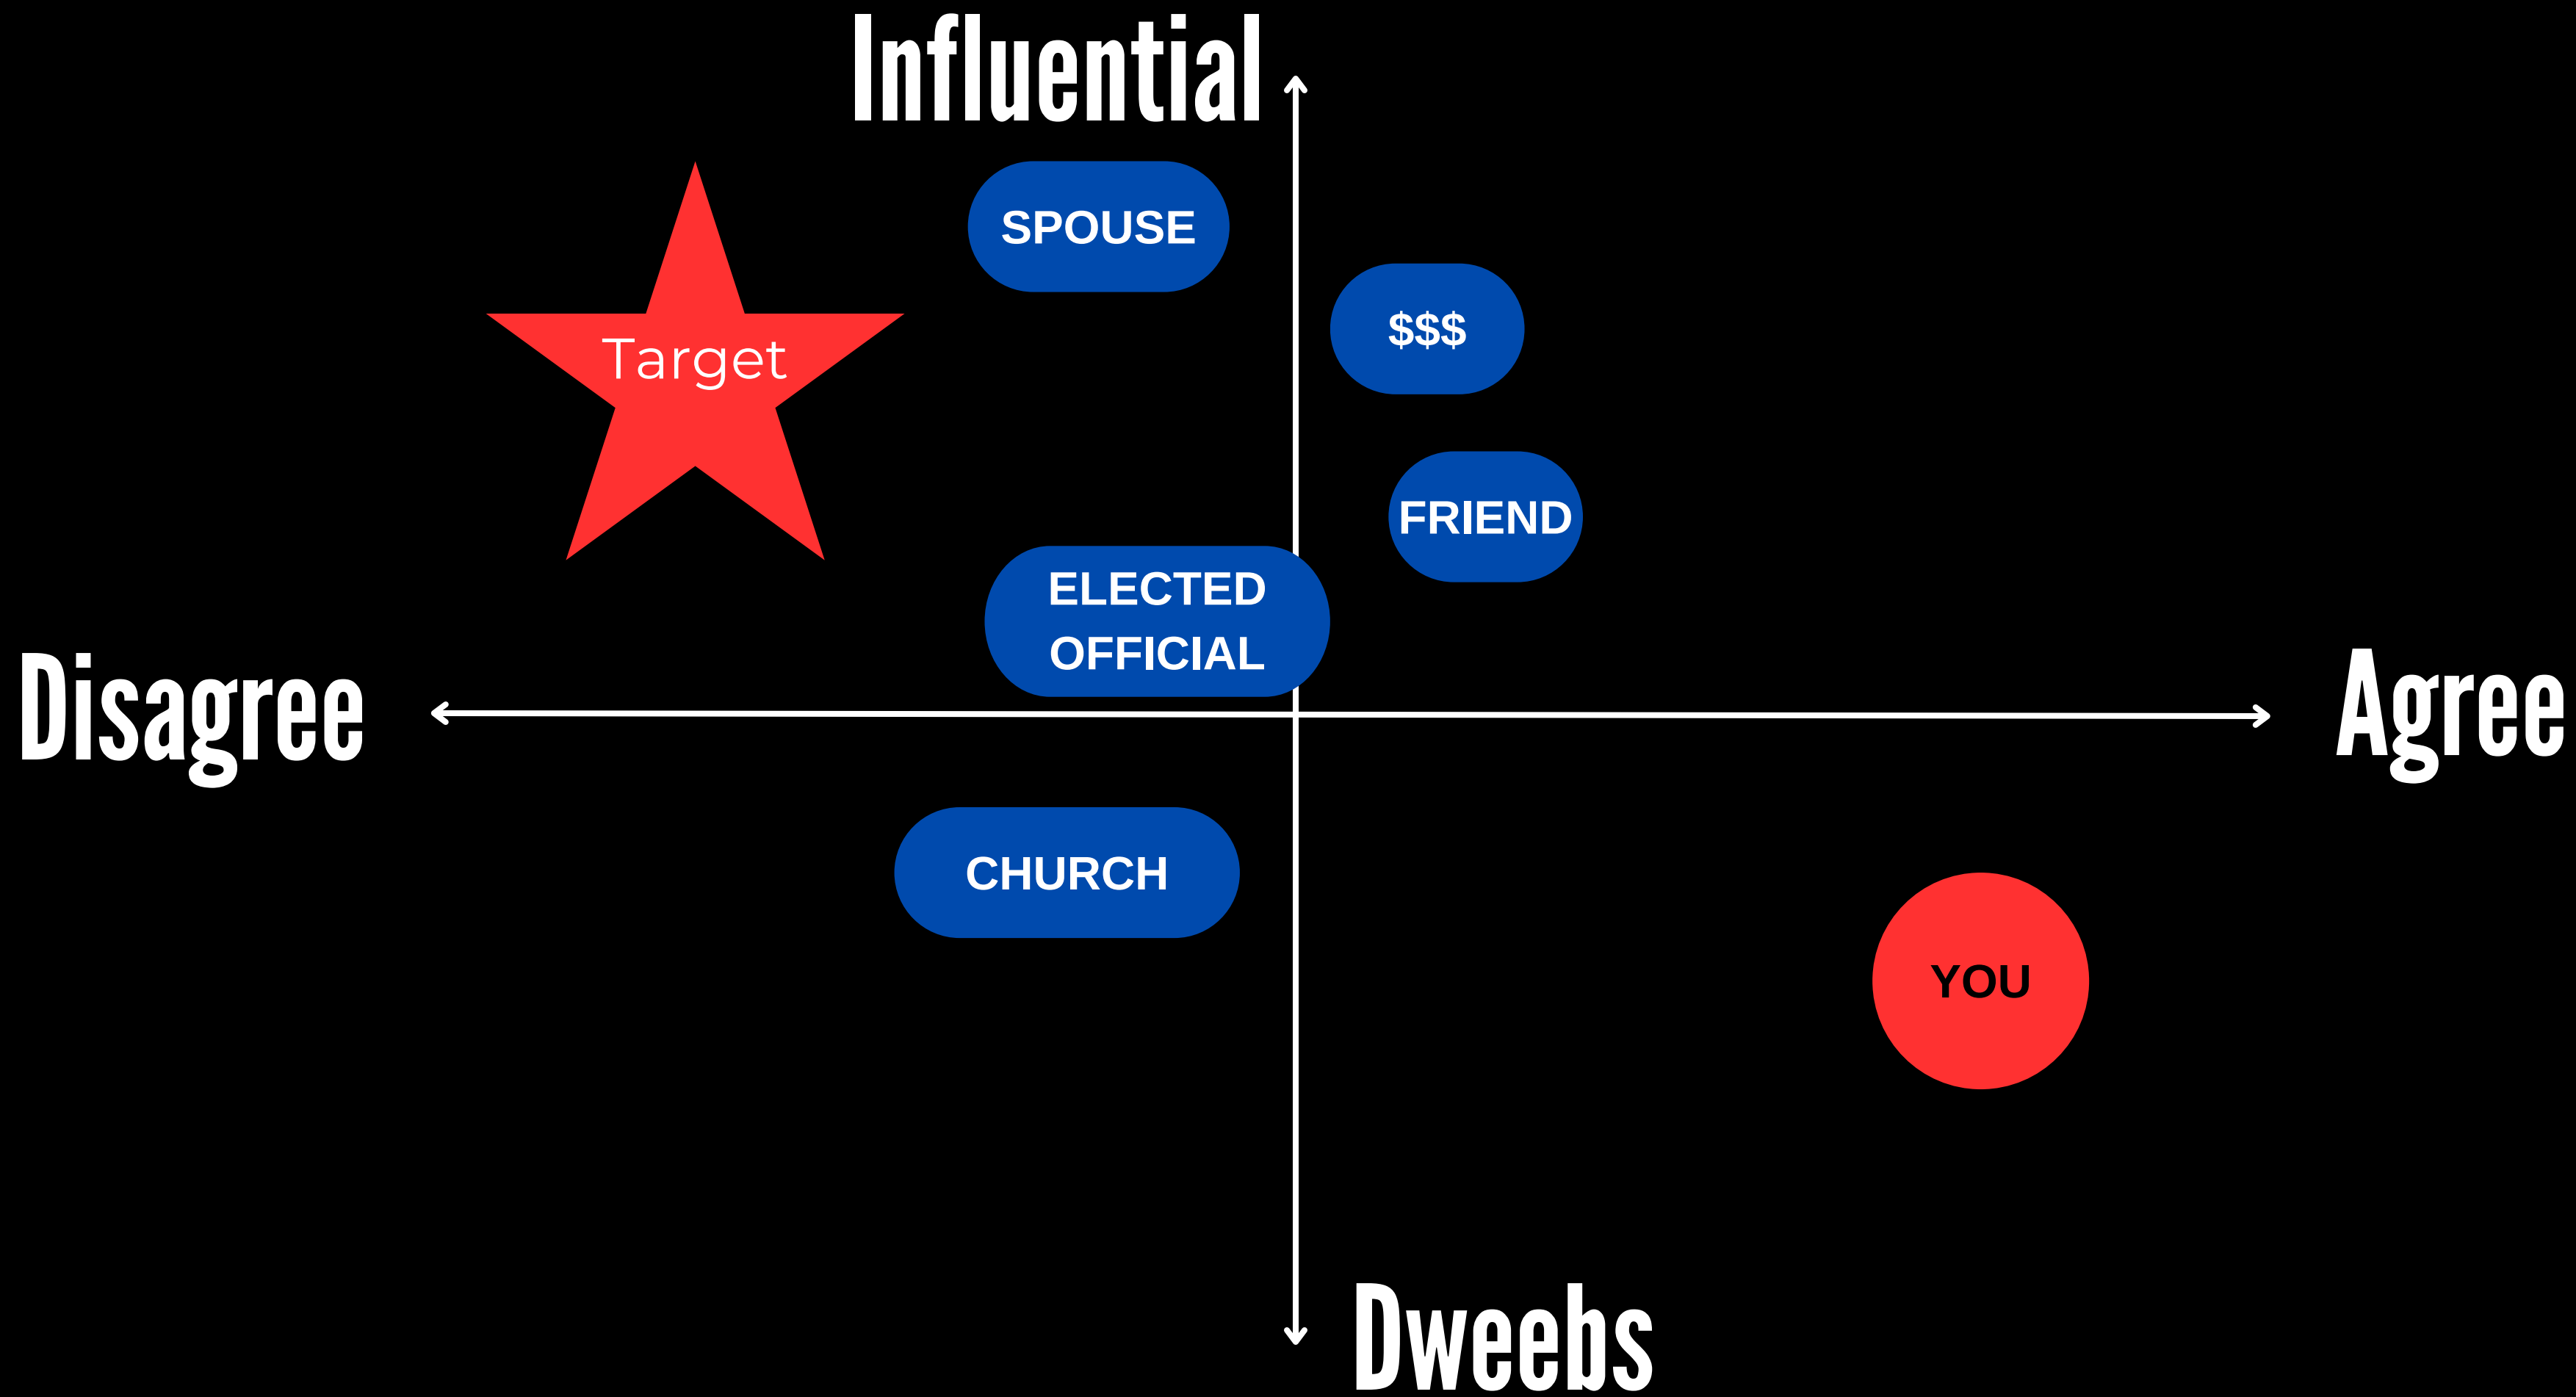 Influential
SPOUSE
$$$
Target
FRIEND
ELECTED
OFFICIAL
Disagree
Agree
CHURCH
YOU
Dweebs